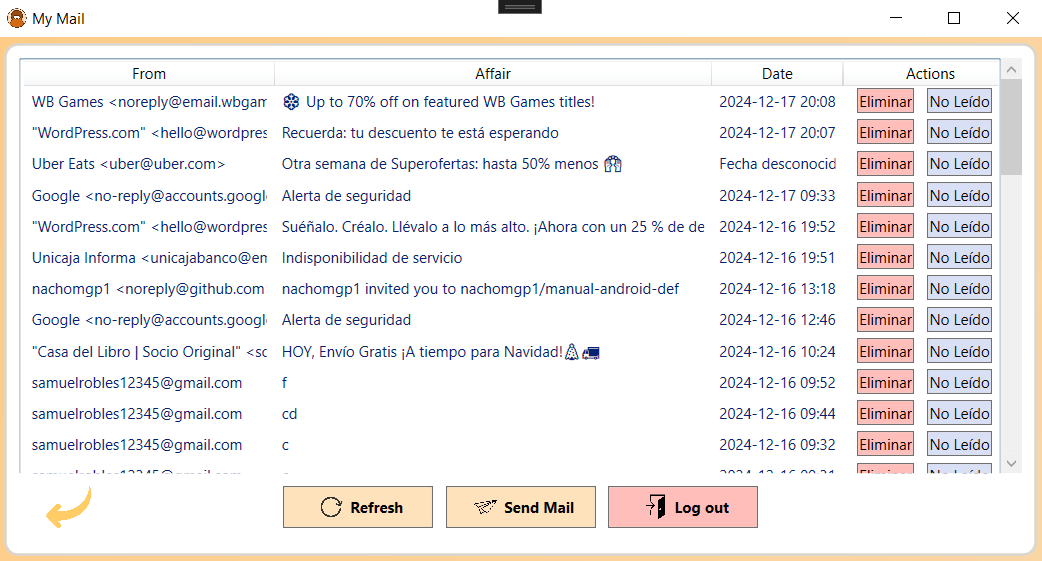 My Mail
From Affair Date Actions
WB Games <noreply@email.wbgam Up to 70% off on featured WB Games titles! 2024-12-17 20:08 Eliminar No Leído
"WordPress.com" <hello@wordpres Recuerda: tu descuento te está esperando 2024-12-17 20:07 Eliminar No Leído
Uber Eats <uber@uber.com> Otra semana de Superofertas: hasta 50% menos 2024-12-17 Fecha desconocid Eliminar No Leído
Google <no-reply@accounts.googl Alerta de seguridad 2024-12-17 09:33 Eliminar No Leído
"WordPress.com" <hello@wordpres Suéñalo. Créalo. Llévalo a lo más alto. ¡Ahora con un 25 % de de 2024-12-16 19:52 Eliminar No Leído
Unicaja Informa <unicajabanco@em Indisponibilidad de servicio 2024-12-16 19:51 Eliminar No Leído
nachomgp1 <noreply@github.com nachomgp1 invited you to nachomgp1/manual-android-def 2024-12-16 13:18 Eliminar No Leído
Google <no-reply@accounts.googl Alerta de seguridad 2024-12-16 12:46 Eliminar No Leído
"Casa del Libro | Socio Original" <sc HOY, Envío Gratis ¡A tiempo para Navidad! 2024-12-16 10:24 Eliminar No Leído
samuelrobles12345@gmail.com f 2024-12-16 09:52 Eliminar No Leído
samuelrobles12345@gmail.com cd 2024-12-16 09:44 Eliminar No Leído
samuelrobles12345@gmail.com c 2024-12-16 09:32 Eliminar No Leído
Eliminar No Leído
Refresh Send Mail Log out